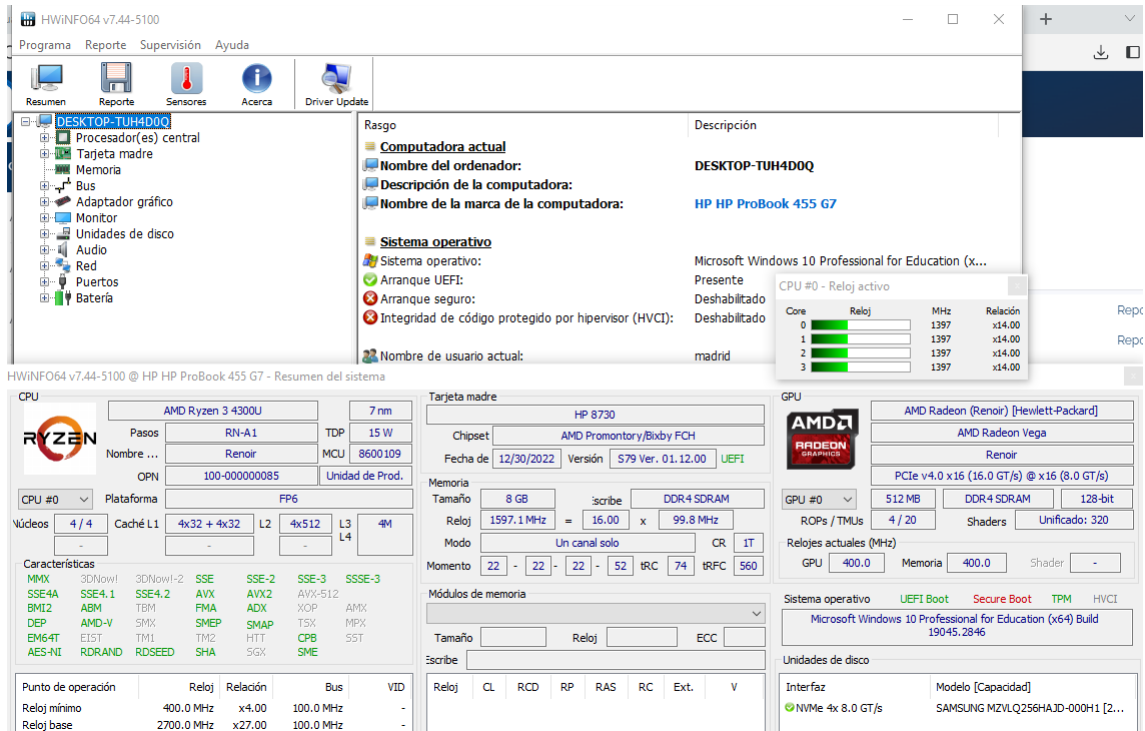 HWiNFO64 v7.44-5100
Programa Reporte Supervisión Ayuda
Resumen Reporte Sensores Acerca Driver Update
DESKTOP-TUH4D0Q
Procesador(es) central
Tarjeta madre
Memoria
Bus
Adaptador gráfico
Monitor
Unidades de disco
Audio
Red
Puertos
Batería
Rasgo Descripción
Computadora actual
Nombre del ordenador: DESKTOP-TUH4D0Q
Descripción de la computadora:
Nombre de la marca de la computadora: HP HP ProBook 455 G7
Sistema operativo
Sistema operativo: Microsoft Windows 10 Professional for Education (x...
Arranque UEFI: Presente
Arranque seguro: Deshabilitado
Integridad de código protegido por hipervisor (HVCI): Deshabilitado
Nombre de usuario actual: madrid
CPU #0 - Reloj activo
Core Reloj MHz Relación
0 1397 x14.00
1 1397 x14.00
2 1397 x14.00
3 1397 x14.00
Repo
Repo
HWiNFO64 v7.44-5100 @ HP HP ProBook 455 G7 - Resumen del sistema
CPU
RYZEN
AMD Ryzen 3 4300U 7 nm
Pasos RN-A1 TDP 15 W
Nombre ... Renoir MCU 8600109
OPN 100-000000085 Unidad de Prod.
CPU #0 Plataforma FP6
Núcleos 4 / 4 Caché L1 4x32 + 4x32 L2 4x512 L3 4M
- - - L4
Características
MMX 3DNow! 3DNow!-2 SSE SSE-2 SSE-3 SSSE-3
SSE4A SSE4.1 SSE4.2 AVX AVX2 AVX-512
BMI2 ABM TBM FMA ADX XOP AMX
DEP AMD-V SMX SMEP SMAP TSX MPX
EM64T EIST TM1 TM2 HTT CPB SST
AES-NI RDRAND RDSEED SHA SGX SME
Punto de operación Reloj Relación Bus VID
Reloj mínimo 400.0 MHz x4.00 100.0 MHz -
Reloj base 2700.0 MHz x27.00 100.0 MHz -
Tarjeta madre
HP 8730
Chipset AMD Promontory/Bixby FCH
Fecha de 12/30/2022 Versión S79 Ver. 01.12.00 UEFI
Memoria
Tamaño 8 GB Escribe DDR4 SDRAM
Reloj 1597.1 MHz = 16.00 x 99.8 MHz
Modo Un canal solo CR 1T
Momento 22 - 22 - 22 - 52 tRC 74 tRFC 560
Módulos de memoria
Tamaño Reloj ECC
Escribe
Reloj CL RCD RP RAS RC Ext. V
GPU
AMD
RADEON
GRAPHICS
AMD Radeon (Renoir) [Hewlett-Packard]
AMD Radeon Vega
Renoir
PCIe v4.0 x16 (16.0 GT/s) @ x16 (8.0 GT/s)
GPU #0 512 MB DDR4 SDRAM 128-bit
ROPs / TMUs 4 / 20 Shaders Unificado: 320
Relojes actuales (MHz)
GPU 400.0 Memoria 400.0 Shader -
Sistema operativo UEFI Boot Secure Boot TPM HVCI
Microsoft Windows 10 Professional for Education (x64) Build
19045.2846
Unidades de disco
Interfaz Modelo [Capacidad]
NVMe 4x 8.0 GT/s SAMSUNG MZVLQ256HAJD-000H1 [2...